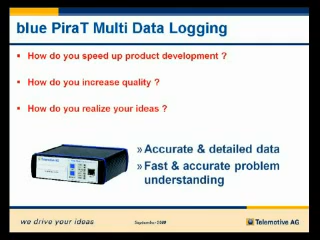 blue PiraT Multi Data Logging
• How do you speed up product development ?
• How do you increase quality ?
• How do you realize your ideas ?
» Accurate & detailed data
» Fast & accurate problem
understanding
we drive your ideas
September
Telemotive AG